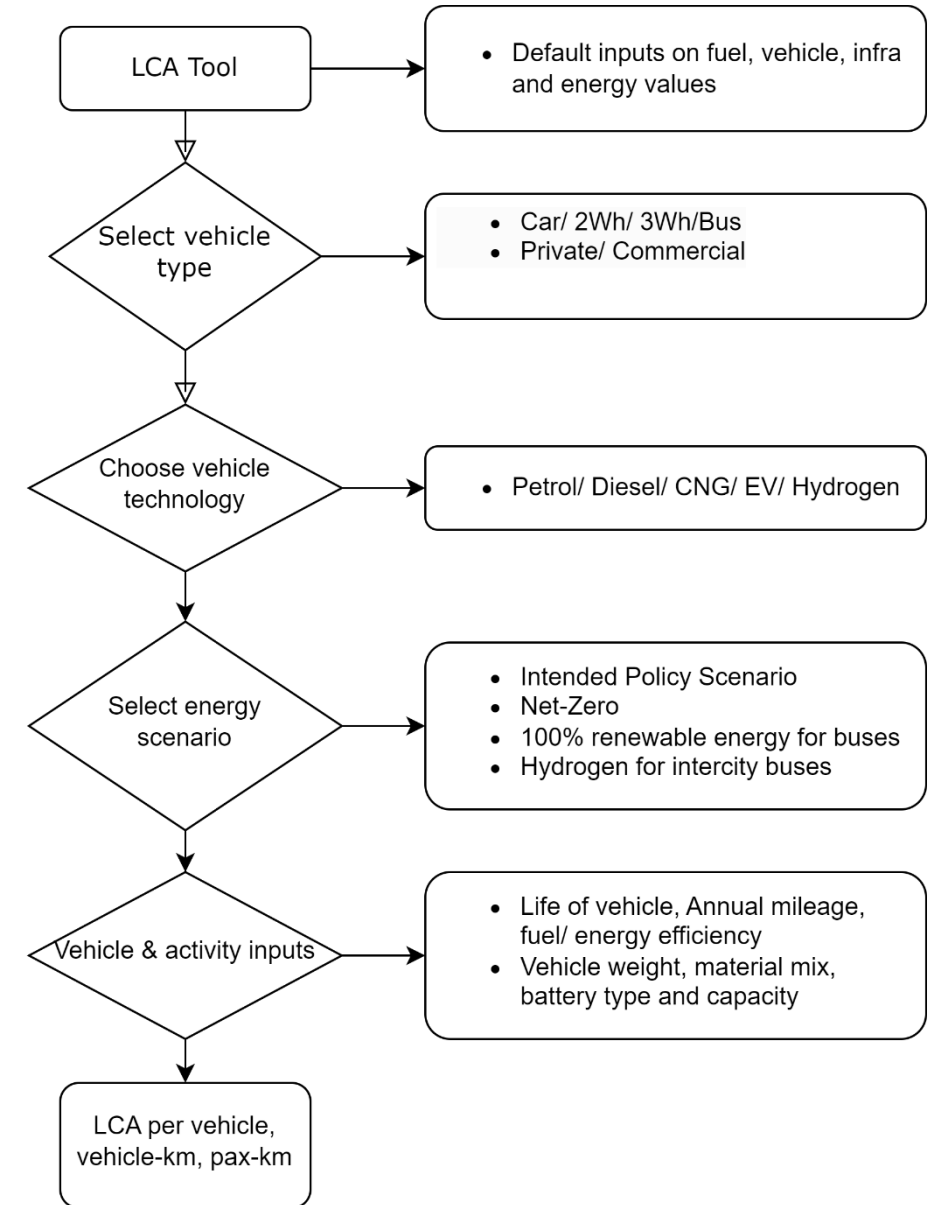 LCA Tool
• Default inputs on fuel, vehicle, infra
and energy values
Select vehicle
type
• Car/ 2Wh/ 3Wh/Bus
• Private/ Commercial
Choose vehicle
technology
• Petrol/ Diesel/ CNG/ EV/ Hydrogen
Select energy
scenario
• Intended Policy Scenario
• Net-Zero
• 100% renewable energy for buses
• Hydrogen for intercity buses
Vehicle & activity inputs
• Life of vehicle, Annual mileage,
fuel/ energy efficiency
• Vehicle weight, material mix,
battery type and capacity
LCA per vehicle,
vehicle-km, pax-km